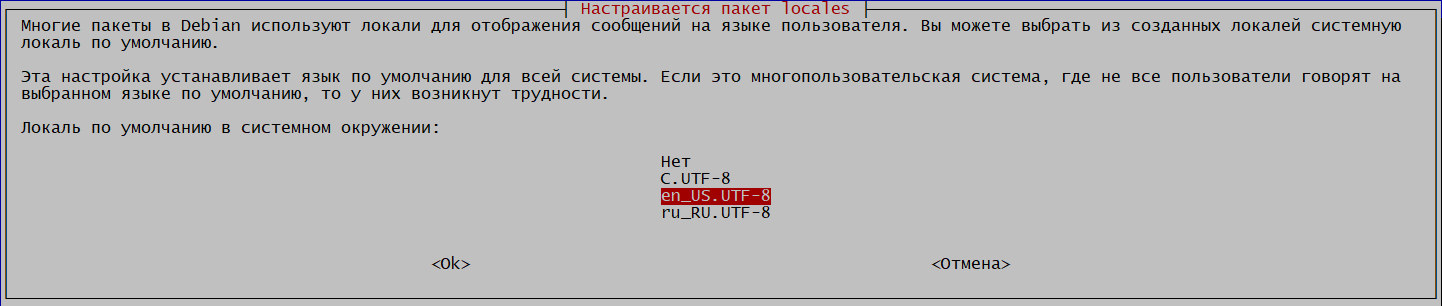 Настраивается пакет locales
Многие пакеты в Debian используют локали для отображения сообщений на языке пользователя. Вы можете выбрать из созданных локалей системную
локаль по умолчанию.
Эта настройка устанавливает язык по умолчанию для всей системы. Если это многопользовательская система, где не все пользователи говорят на
выбранном языке по умолчанию, то у них возникнут трудности.
Локаль по умолчанию в системном окружении:
Нет
C.UTF-8
en_US.UTF-8
ru_RU.UTF-8
<Ok> <Отмена>